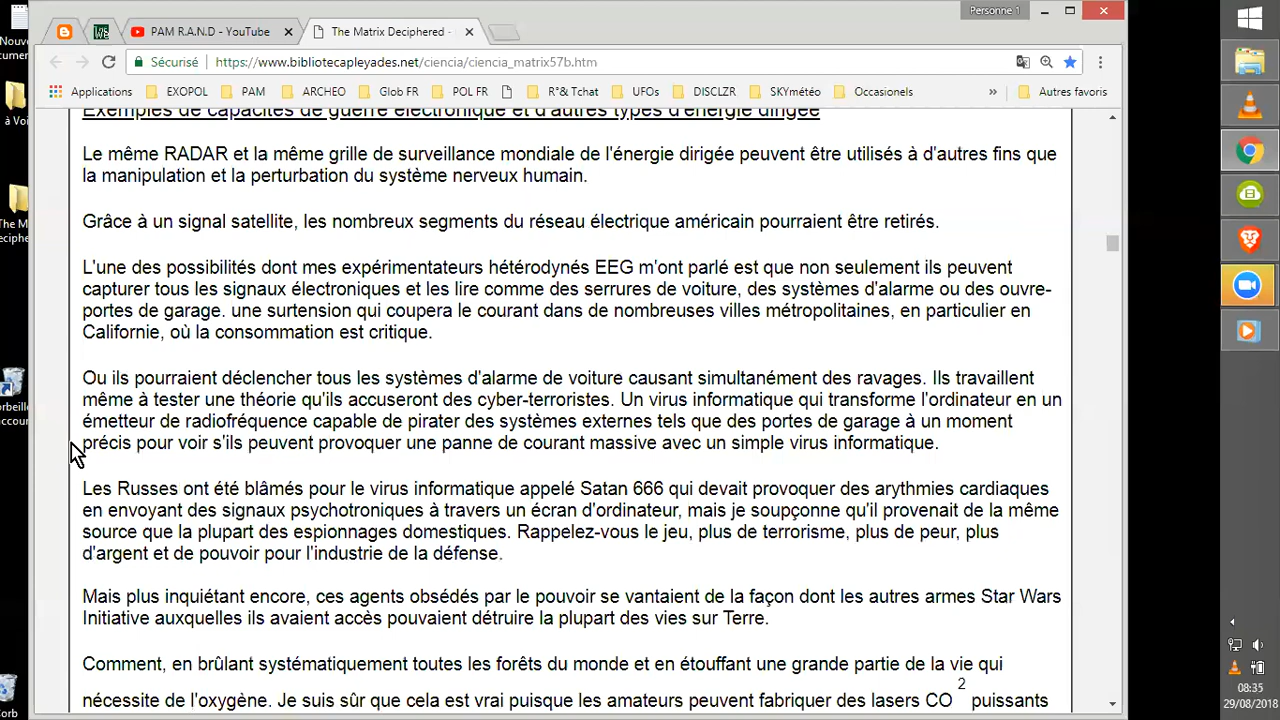 Personne 1
PAM R.A.N.D - YouTube
The Matrix Deciphered -
Sécurisé
https://www.bibliotecapleyades.net/ciencia/ciencia_matrix57b.htm
Applications EXOPOL PAM ARCHEO Glob FR POL FR R°& Tchat UFOs DISCLZR SKYmétéo Occasionels » Autres favoris
Exemples de capacités de guerre électronique et d'autres types d'énergie dirigée
Le même RADAR et la même grille de surveillance mondiale de l'énergie dirigée peuvent être utilisés à d'autres fins que
la manipulation et la perturbation du système nerveux humain.
Grâce à un signal satellite, les nombreux segments du réseau électrique américain pourraient être retirés.
L'une des possibilités dont mes expérimentateurs hétérodynés EEG m'ont parlé est que non seulement ils peuvent
capturer tous les signaux électroniques et les lire comme des serrures de voiture, des systèmes d'alarme ou des ouvre-
portes de garage. une surtension qui coupera le courant dans de nombreuses villes métropolitaines, en particulier en
Californie, où la consommation est critique.
Ou ils pourraient déclencher tous les systèmes d'alarme de voiture causant simultanément des ravages. Ils travaillent
même à tester une théorie qu'ils accuseront des cyber-terroristes. Un virus informatique qui transforme l'ordinateur en un
émetteur de radiofréquence capable de pirater des systèmes externes tels que des portes de garage à un moment
précis pour voir s'ils peuvent provoquer une panne de courant massive avec un simple virus informatique.
Les Russes ont été blâmés pour le virus informatique appelé Satan 666 qui devait provoquer des arythmies cardiaques
en envoyant des signaux psychotroniques à travers un écran d'ordinateur, mais je soupçonne qu'il provenait de la même
source que la plupart des espionnages domestiques. Rappelez-vous le jeu, plus de terrorisme, plus de peur, plus
d'argent et de pouvoir pour l'industrie de la défense.
Mais plus inquiétant encore, ces agents obsédés par le pouvoir se vantaient de la façon dont les autres armes Star Wars
Initiative auxquelles ils avaient accès pouvaient détruire la plupart des vies sur Terre.
Comment, en brûlant systématiquement toutes les forêts du monde et en étouffant une grande partie de la vie qui
nécessite de l'oxygène. Je suis sûr que cela est vrai puisque les amateurs peuvent fabriquer des lasers CO 2 puissants
Nouve
cumen
à Voi
The M
eciphe
orbeille
accour
Corb
08:35
29/08/2018